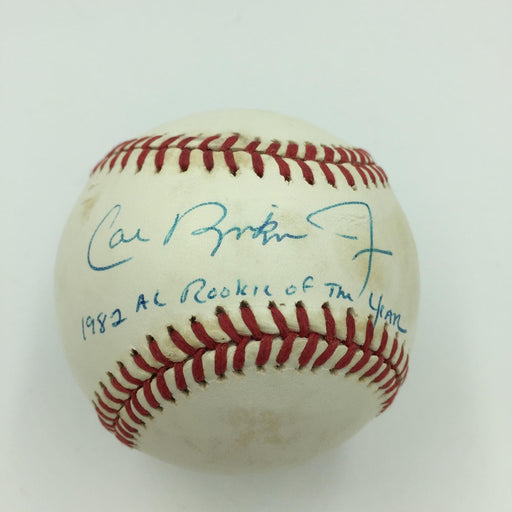 Cal Ripken Jr
1982 AL Rookie of The Year